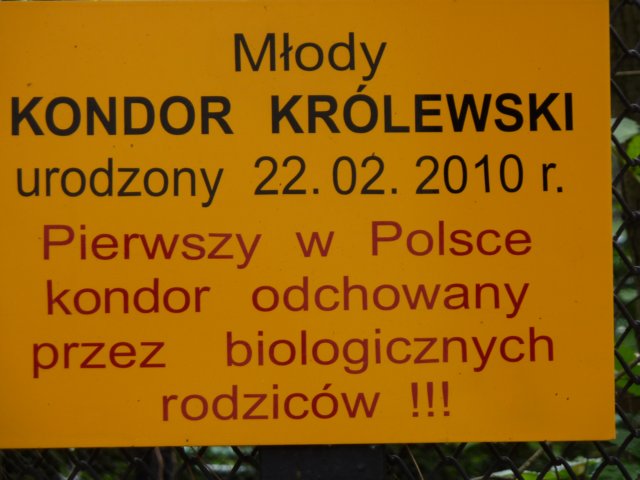 Młody
KONDOR KRÓLEWSKI
urodzony 22. 02. 2010 r.
Pierwszy w Polsce
kondor odchowany
przez biologicznych
rodziców !!!